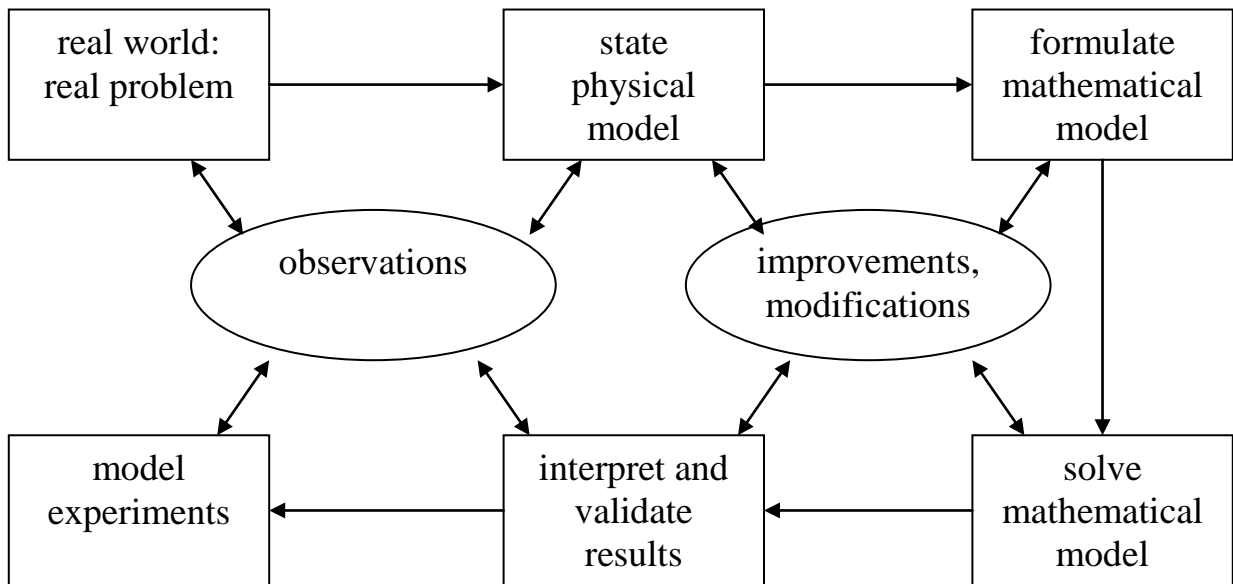 real world:
real problem
state
physical
model
formulate
mathematical
model
observations
improvements,
modifications
model
experiments
interpret and
validate
results
solve
mathematical
model